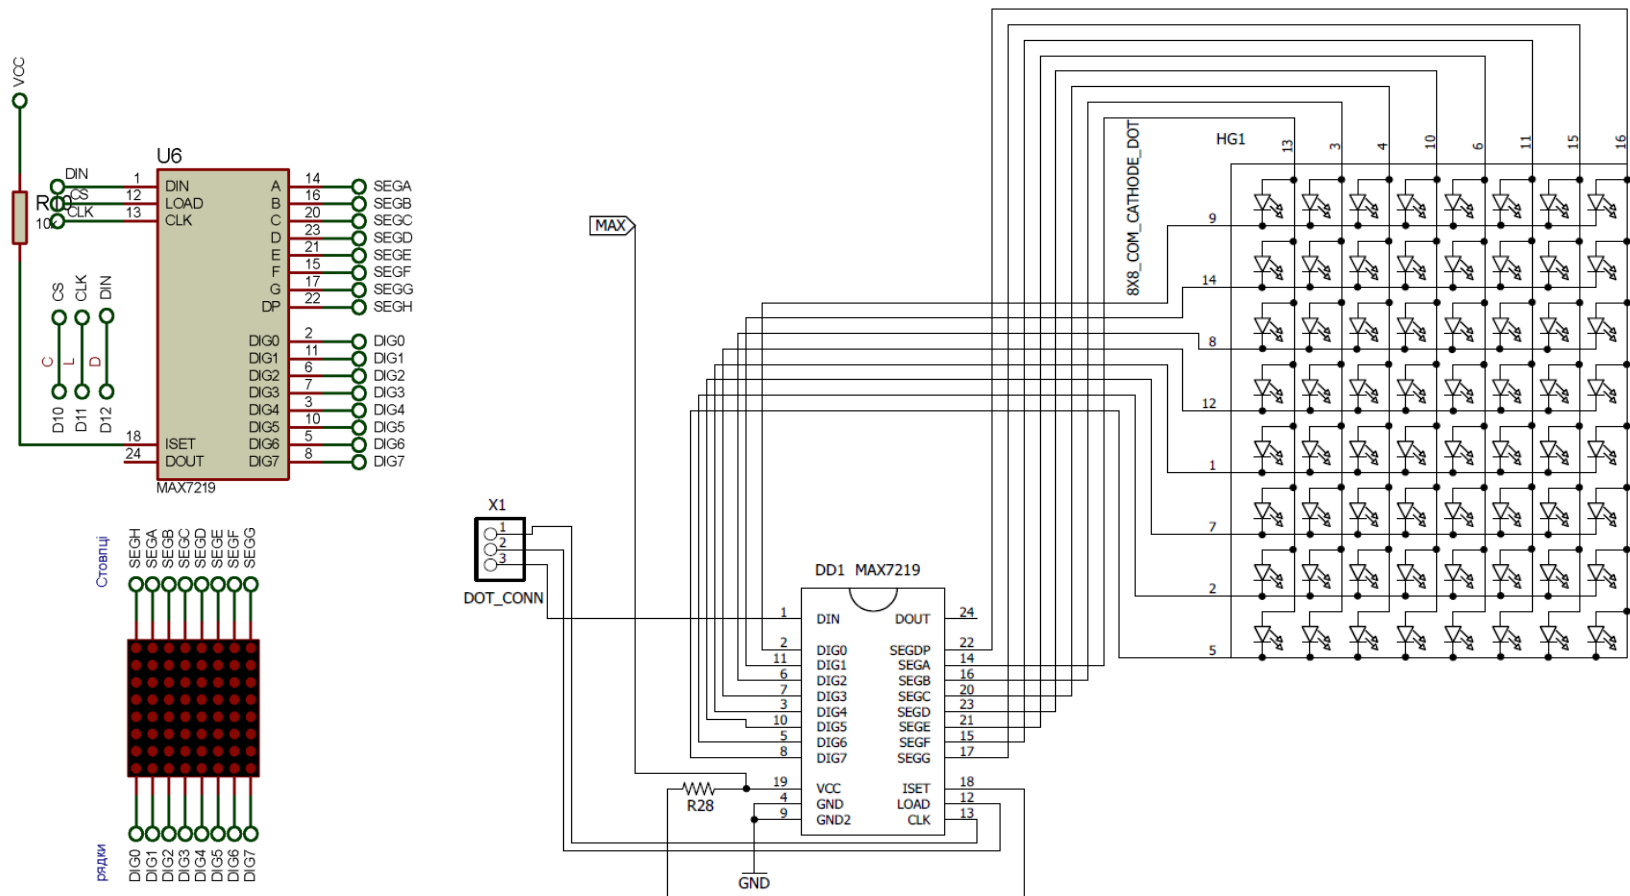 VCC
R10
10k
U6
DIN
CS
CLK
1 DIN
12 LOAD
13 CLK
A 14 SEGA
B 16 SEGB
C 20 SEGC
D 23 SEGD
E 21 SEGE
F 15 SEGF
G 17 SEGG
DP 22 SEGH
DIG0 2 DIG0
DIG1 11 DIG1
DIG2 6 DIG2
DIG3 7 DIG3
DIG4 3 DIG4
DIG5 10 DIG5
DIG6 5 DIG6
DIG7 8 DIG7
18 ISET
24 DOUT
MAX7219
CS CLK DIN
C L D
D10 D11 D12
Стовпці
SEGH SEGA SEGB SEGC SEGD SEGE SEGF SEGG
рядки
DIG0 DIG1 DIG2 DIG3 DIG4 DIG5 DIG6 DIG7
MAX
X1
1
2
3
DOT_CONN
DD1 MAX7219
1 DIN DOUT 24
2 DIG0 SEGDP 22
11 DIG1 SEGA 14
6 DIG2 SEGB 16
7 DIG3 SEGC 20
3 DIG4 SEGD 23
10 DIG5 SEGE 21
5 DIG6 SEGF 15
8 DIG7 SEGG 17
19 VCC ISET 18
4 GND LOAD 12
9 GND2 CLK 13
R28
GND
8X8_COM_CATHODE_DOT
HG1
13 3 4 10 6 11 15 16
9
14
8
12
1
7
2
5